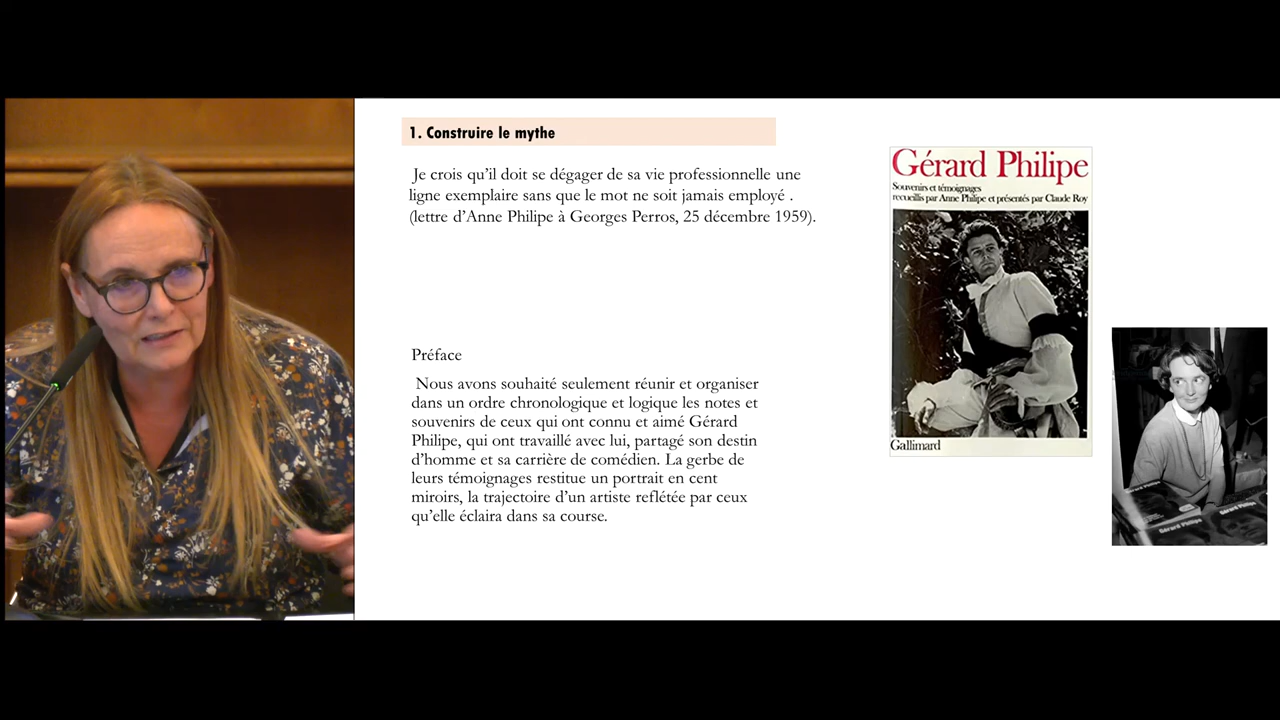 1. Construire le mythe
Je crois qu'il doit se dégager de sa vie professionnelle une
ligne exemplaire sans que le mot ne soit jamais employé .
(lettre d'Anne Philipe à Georges Perros, 25 décembre 1959).
Préface
Nous avons souhaité seulement réunir et organiser
dans un ordre chronologique et logique les notes et
souvenirs de ceux qui ont connu et aimé Gérard
Philipe, qui ont travaillé avec lui, partagé son destin
d'homme et sa carrière de comédien. La gerbe de
leurs témoignages restitue un portrait en cent
miroirs, la trajectoire d'un artiste reflétée par ceux
qu'elle éclaira dans sa course.
Gérard Philipe
Souvenirs et témoignages
recueillis par Anne Philipe et présentés par Claude Roy
Gallimard
Gérard Philipe
Gérard Philipe
Gérard Philipe